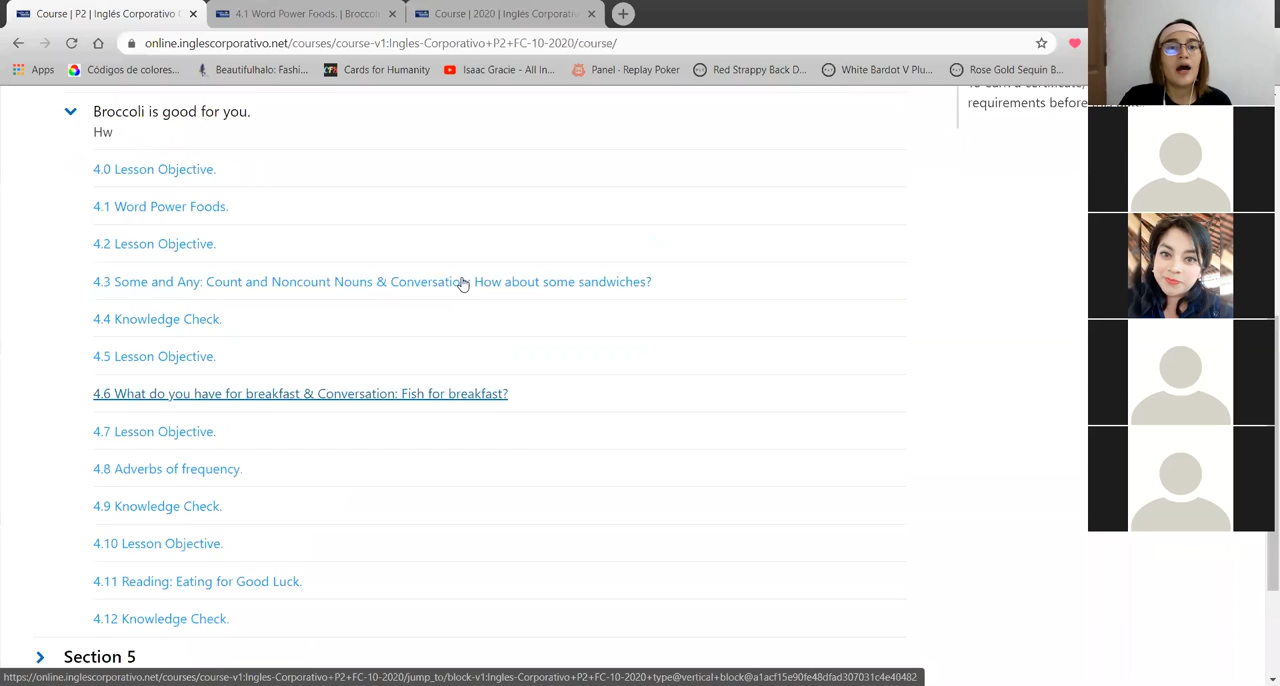 Course | P2 | Inglés Corporativo
4.1 Word Power Foods. | Broccoli
Course | 2020 | Inglés Corporativo
online.inglescorporativo.net/courses/course-v1:Ingles-Corporativo+P2+FC-10-2020/course/
Apps
Códigos de colores...
Beautifulhalo: Fashi...
Cards for Humanity
Isaac Gracie - All In...
Panel · Replay Poker
Red Strappy Back D...
White Bardot V Plu...
Rose Gold Sequin B...
requirements before
Broccoli is good for you.
Hw
4.0 Lesson Objective.
4.1 Word Power Foods.
4.2 Lesson Objective.
4.3 Some and Any: Count and Noncount Nouns & Conversation: How about some sandwiches?
4.4 Knowledge Check.
4.5 Lesson Objective.
4.6 What do you have for breakfast & Conversation: Fish for breakfast?
4.7 Lesson Objective.
4.8 Adverbs of frequency.
4.9 Knowledge Check.
4.10 Lesson Objective.
4.11 Reading: Eating for Good Luck.
4.12 Knowledge Check.
Section 5
https://online.inglescorporativo.net/courses/course-v1:Ingles-Corporativo+P2+FC-10-2020/jump_to/block-v1:Ingles-Corporativo+P2+FC-10-2020+type@vertical+block@a1acf15e90fe48dfad307031c4e40482